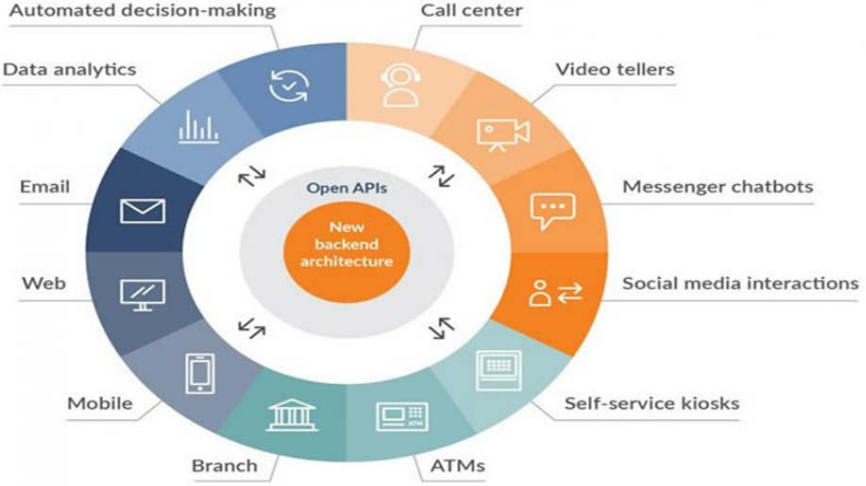 Automated decision-making
Call center
Data analytics
Video tellers
Email
Open APIs
Messenger chatbots
New
backend
architecture
Web
Social media interactions
Mobile
Self-service kiosks
ATM
Branch
ATMs